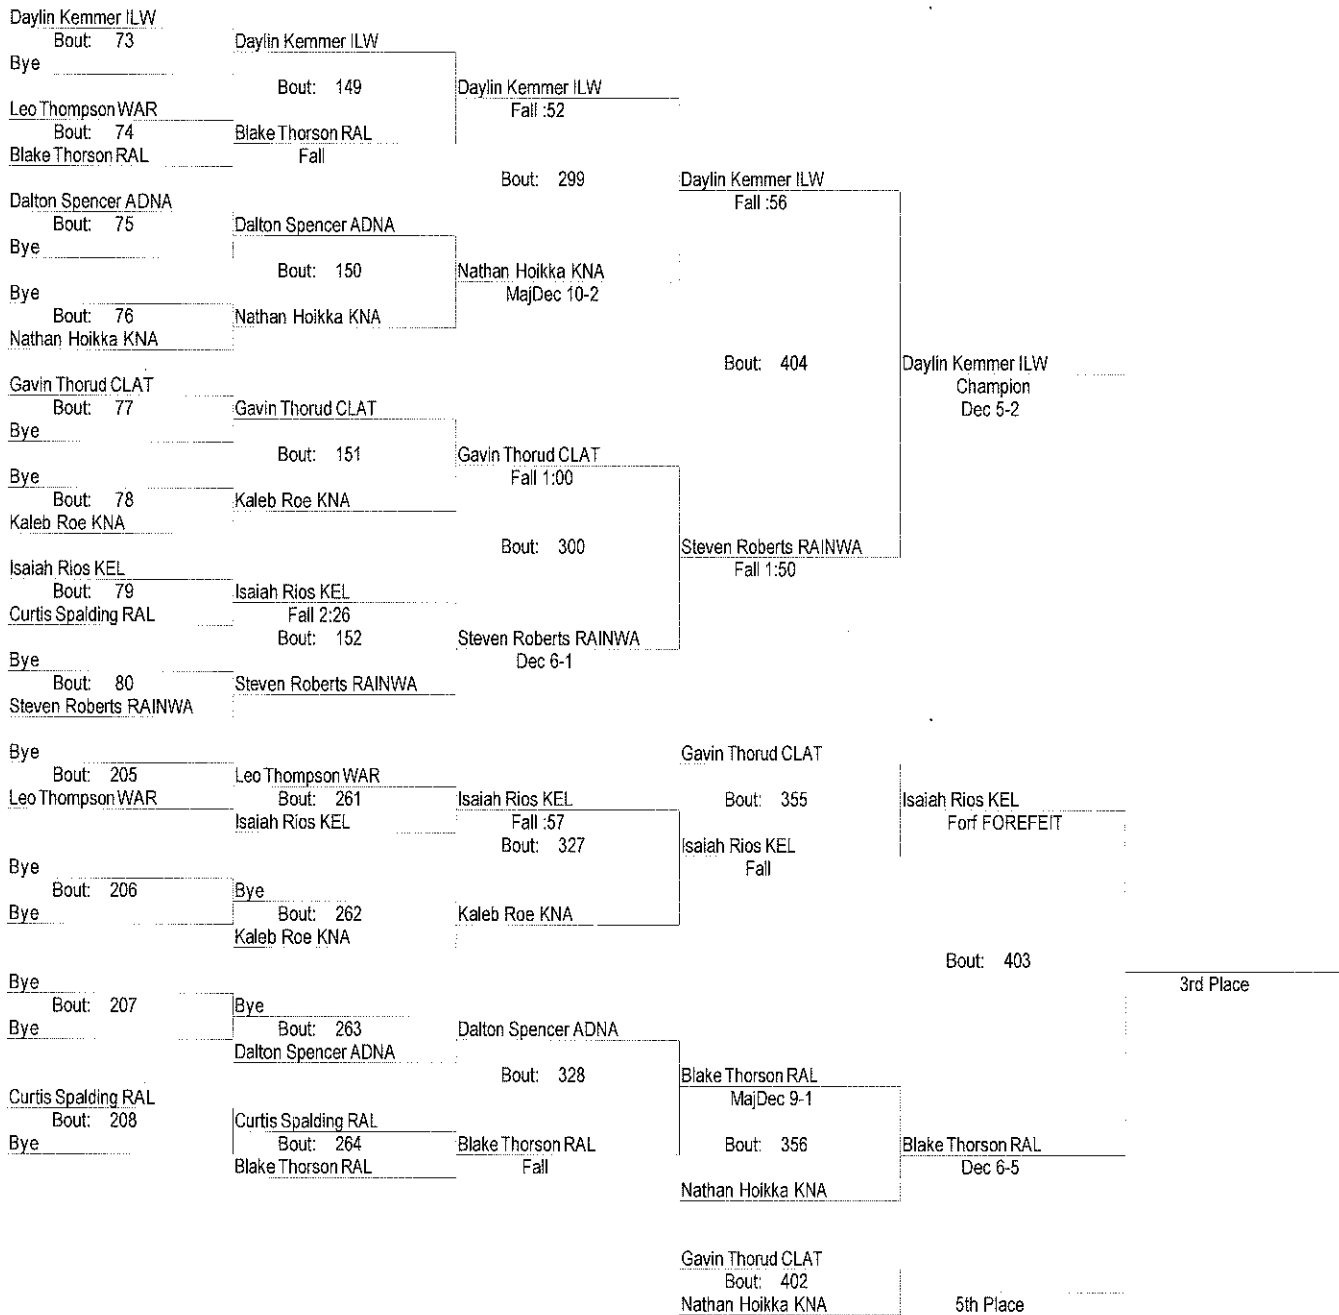 Daylin Kemmer ILW
Bout: 73
Bye
Daylin Kemmer ILW
Bout: 149
Leo Thompson WAR
Bout: 74
Blake Thorson RAL
Blake Thorson RAL
Fall
Daylin Kemmer ILW
Fall :52
Bout: 299
Dalton Spencer ADNA
Bout: 75
Bye
Dalton Spencer ADNA
Bout: 150
Bye
Bout: 76
Nathan Hoikka KNA
Nathan Hoikka KNA
Nathan Hoikka KNA
MajDec 10-2
Daylin Kemmer ILW
Fall :56
Bout: 404
Daylin Kemmer ILW
Champion
Dec 5-2
Gavin Thorud CLAT
Bout: 77
Bye
Gavin Thorud CLAT
Bout: 151
Bye
Bout: 78
Kaleb Roe KNA
Kaleb Roe KNA
Gavin Thorud CLAT
Fall 1:00
Bout: 300
Isaiah Rios KEL
Bout: 79
Curtis Spalding RAL
Isaiah Rios KEL
Fall 2:26
Bout: 152
Bye
Bout: 80
Steven Roberts RAINWA
Steven Roberts RAINWA
Steven Roberts RAINWA
Dec 6-1
Steven Roberts RAINWA
Fall 1:50
Bye
Bout: 205
Leo Thompson WAR
Leo Thompson WAR
Bout: 261
Isaiah Rios KEL
Isaiah Rios KEL
Fall :57
Bout: 327
Bye
Bout: 206
Bye
Bye
Bout: 262
Kaleb Roe KNA
Kaleb Roe KNA
Gavin Thorud CLAT
Bout: 355
Isaiah Rios KEL
Fall
Isaiah Rios KEL
Forf FOREFEIT
Bout: 403
3rd Place
Bye
Bout: 207
Bye
Bye
Bout: 263
Dalton Spencer ADNA
Dalton Spencer ADNA
Bout: 328
Curtis Spalding RAL
Bout: 208
Bye
Curtis Spalding RAL
Bout: 264
Blake Thorson RAL
Blake Thorson RAL
Fall
Blake Thorson RAL
MajDec 9-1
Bout: 356
Nathan Hoikka KNA
Blake Thorson RAL
Dec 6-5
Gavin Thorud CLAT
Bout: 402
Nathan Hoikka KNA
5th Place